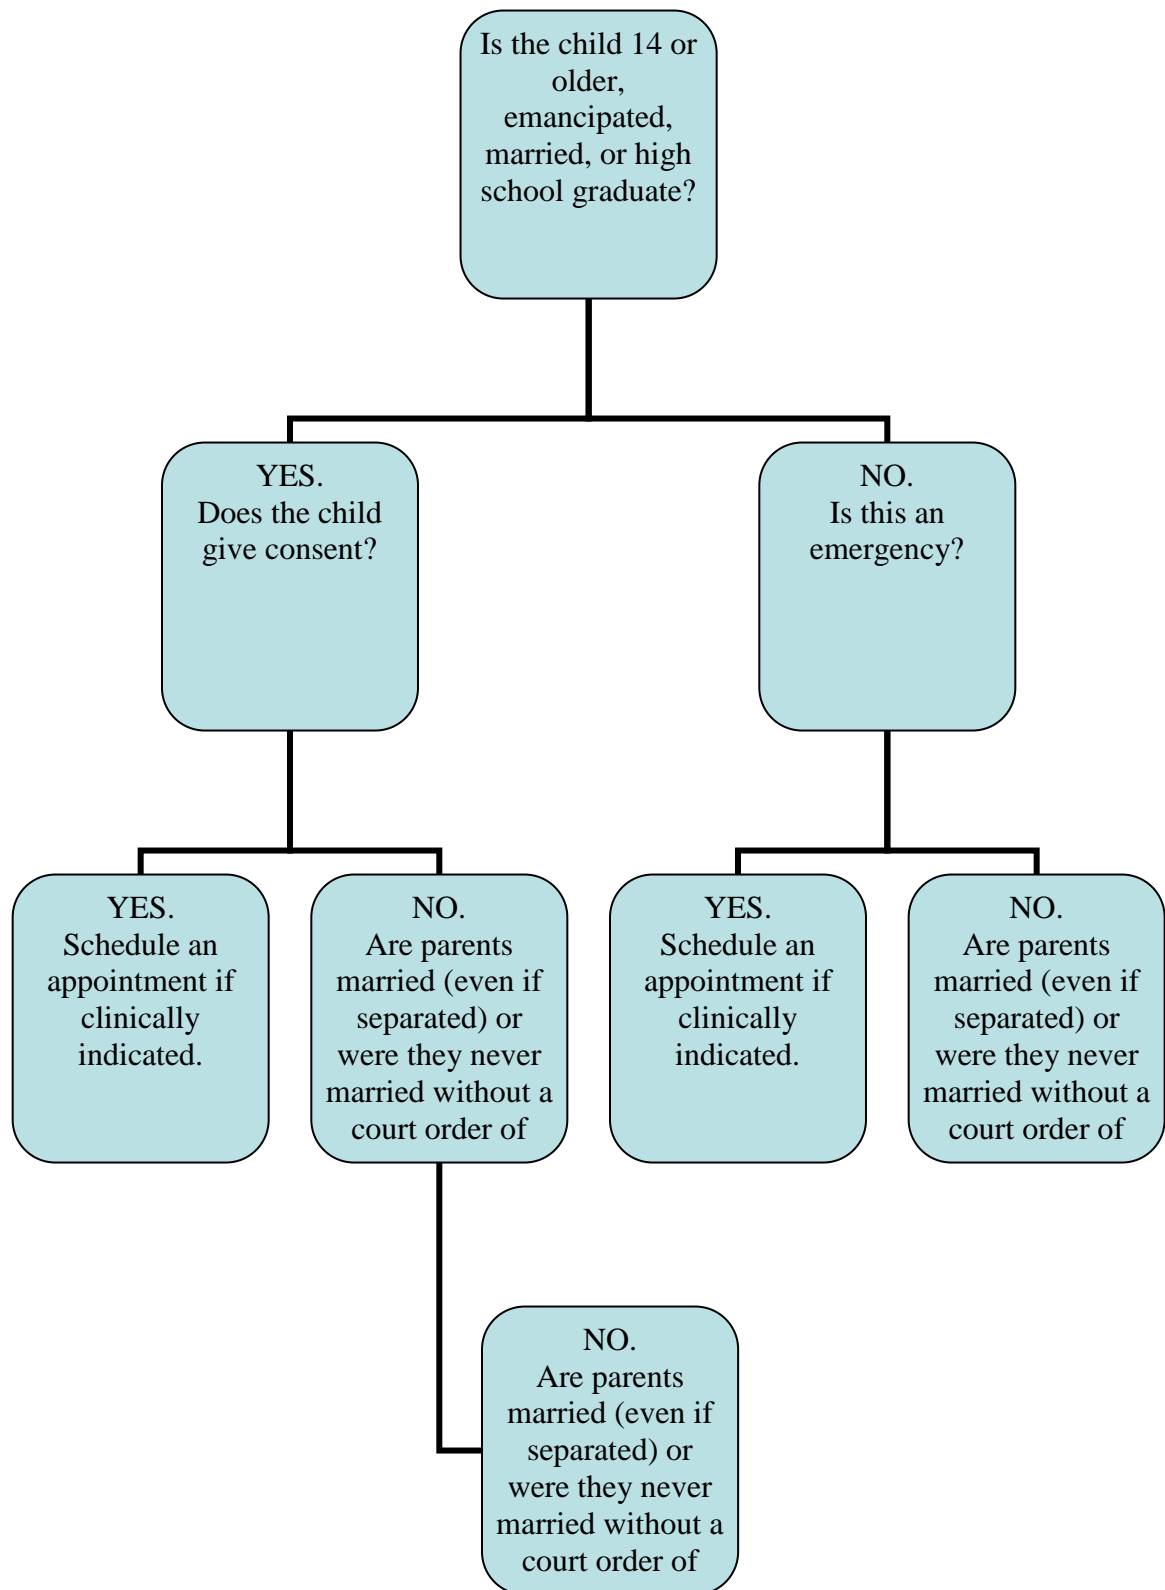 Is the child 14 or
older,
emancipated,
married, or high
school graduate?
YES.
Does the child
give consent?
NO.
Is this an
emergency?
YES.
Schedule an
appointment if
clinically
indicated.
NO.
Are parents
married (even if
separated) or
were they never
married without a
court order of
YES.
Schedule an
appointment if
clinically
indicated.
NO.
Are parents
married (even if
separated) or
were they never
married without a
court order of
NO.
Are parents
married (even if
separated) or
were they never
married without a
court order of